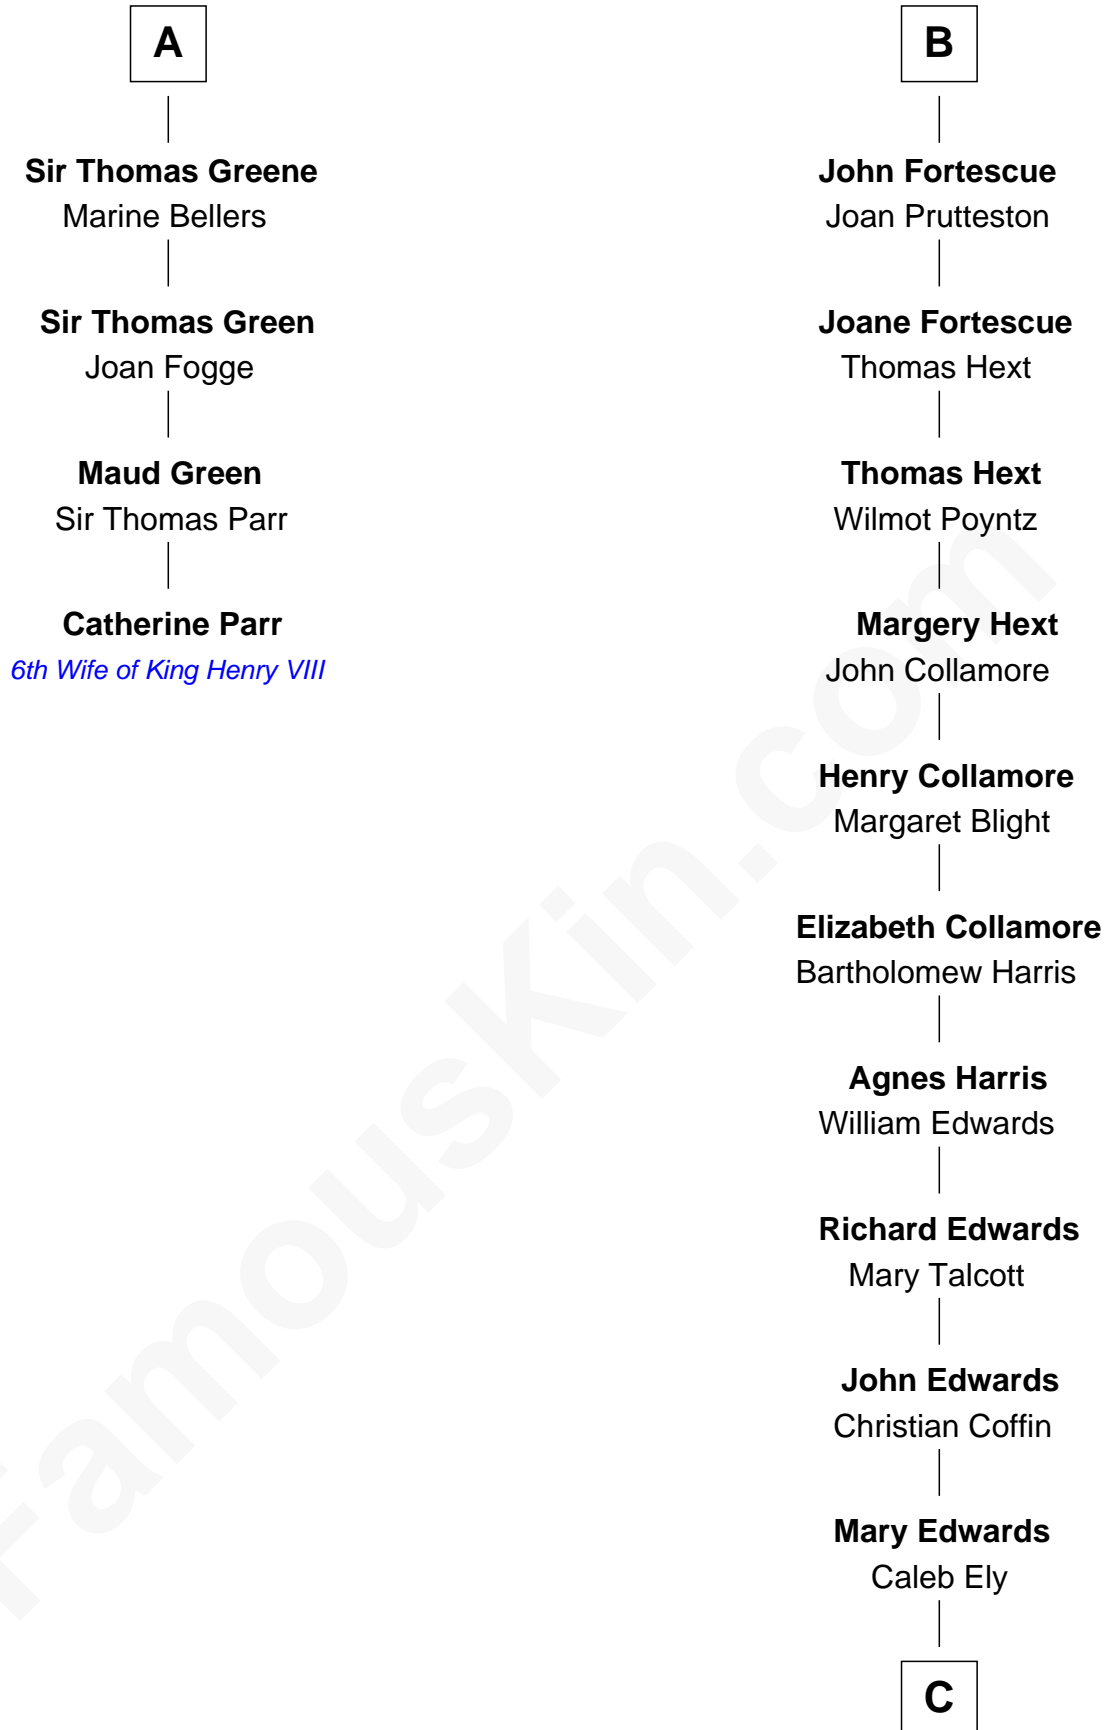 A
Sir Thomas Greene
Marine Bellers
Sir Thomas Green
Joan Fogge
Maud Green
Sir Thomas Parr
Catherine Parr
6th Wife of King Henry VIII
B
John Fortescue
Joan Prutteston
Joane Fortescue
Thomas Hext
Thomas Hext
Wilmot Poyntz
Margery Hext
John Collamore
Henry Collamore
Margaret Blight
Elizabeth Collamore
Bartholomew Harris
Agnes Harris
William Edwards
Richard Edwards
Mary Talcott
John Edwards
Christian Coffin
Mary Edwards
Caleb Ely
C
FamousKin.com